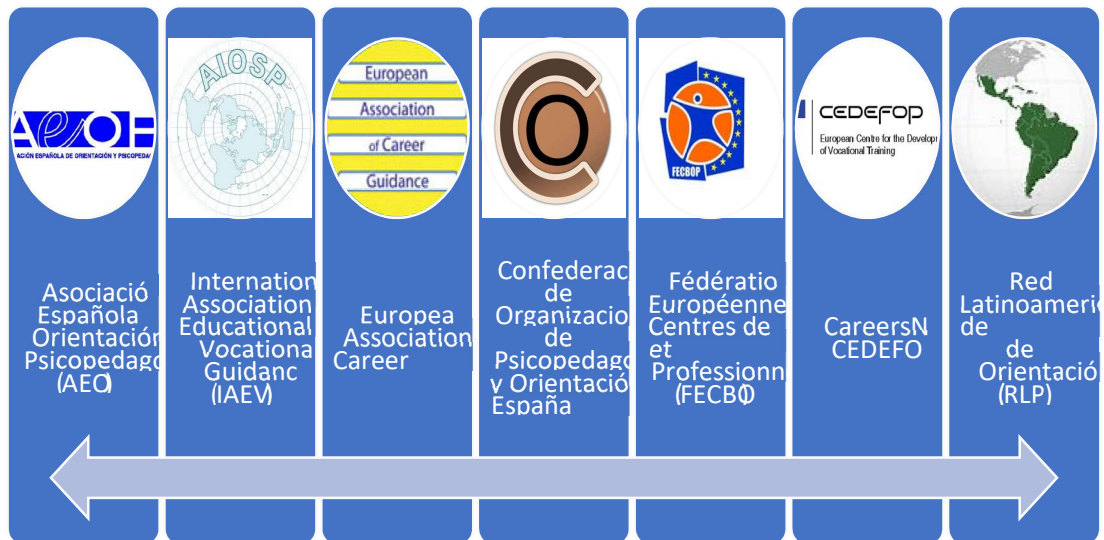 AEOP
ACIÓN ESPAÑOLA DE ORIENTACIÓN Y PSICOPEDA
Asociació
Española
Orientación
Psicopedago
(AEO)
AIOSP
Internation
Association
Educational
Vocationa
Guidanc
(IAEV)
European
Association
of Career
Guidance
Europea
Association
Career
CO
Confederac
de
Organizacio
de
Psicopedago
y Orientació
España
FECBOP
Fédératio
Européenne
Centres de
et
Professionn
(FECBO)
CEDEFOP
European Centre for the Develop
of Vocational Training
CareersN
CEDEFO
Red
Latinoameri
de
de
Orientació
(RLP)